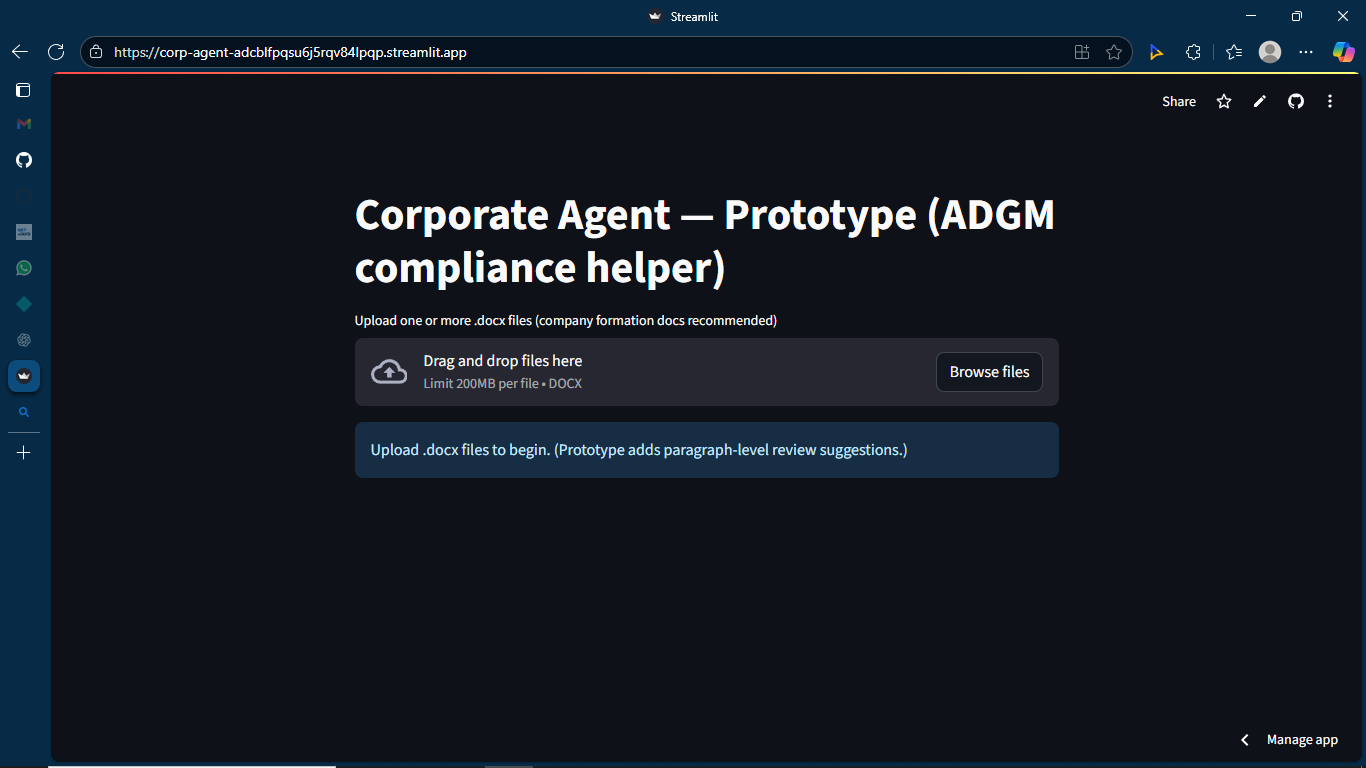 Streamlit
https://corp-agent-adcblfpqsu6j5rqv84lpqp.streamlit.app
Share
Corporate Agent — Prototype (ADGM
compliance helper)
Upload one or more .docx files (company formation docs recommended)
Drag and drop files here
Limit 200MB per file • DOCX
Browse files
Upload .docx files to begin. (Prototype adds paragraph-level review suggestions.)
Manage app